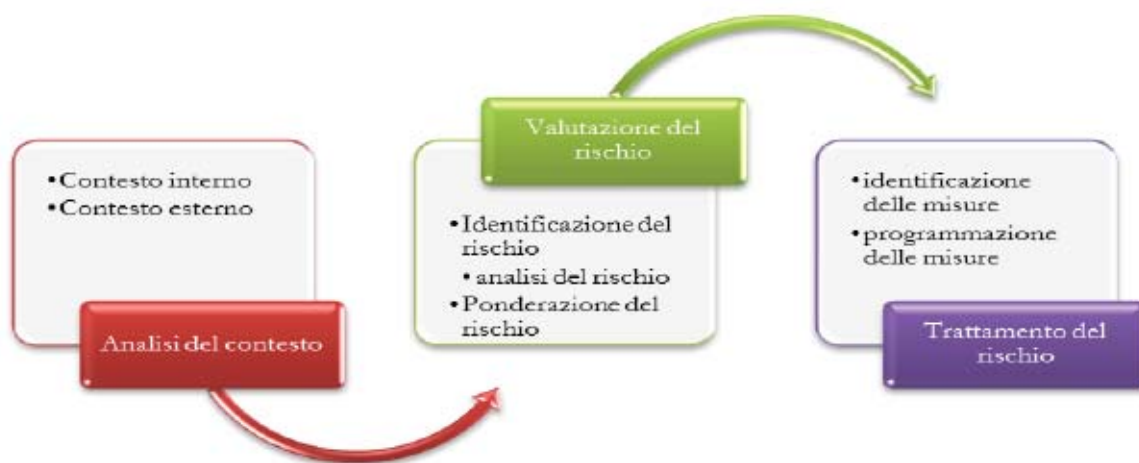 •Contesto interno
•Contesto esterno
Analisi del contesto
Valutazione del
rischio
•Identificazione del
rischio
•analisi del rischio
•Ponderazione del
rischio
•identificazione
delle misure
•programmazione
delle misure
Trattamento del
rischio